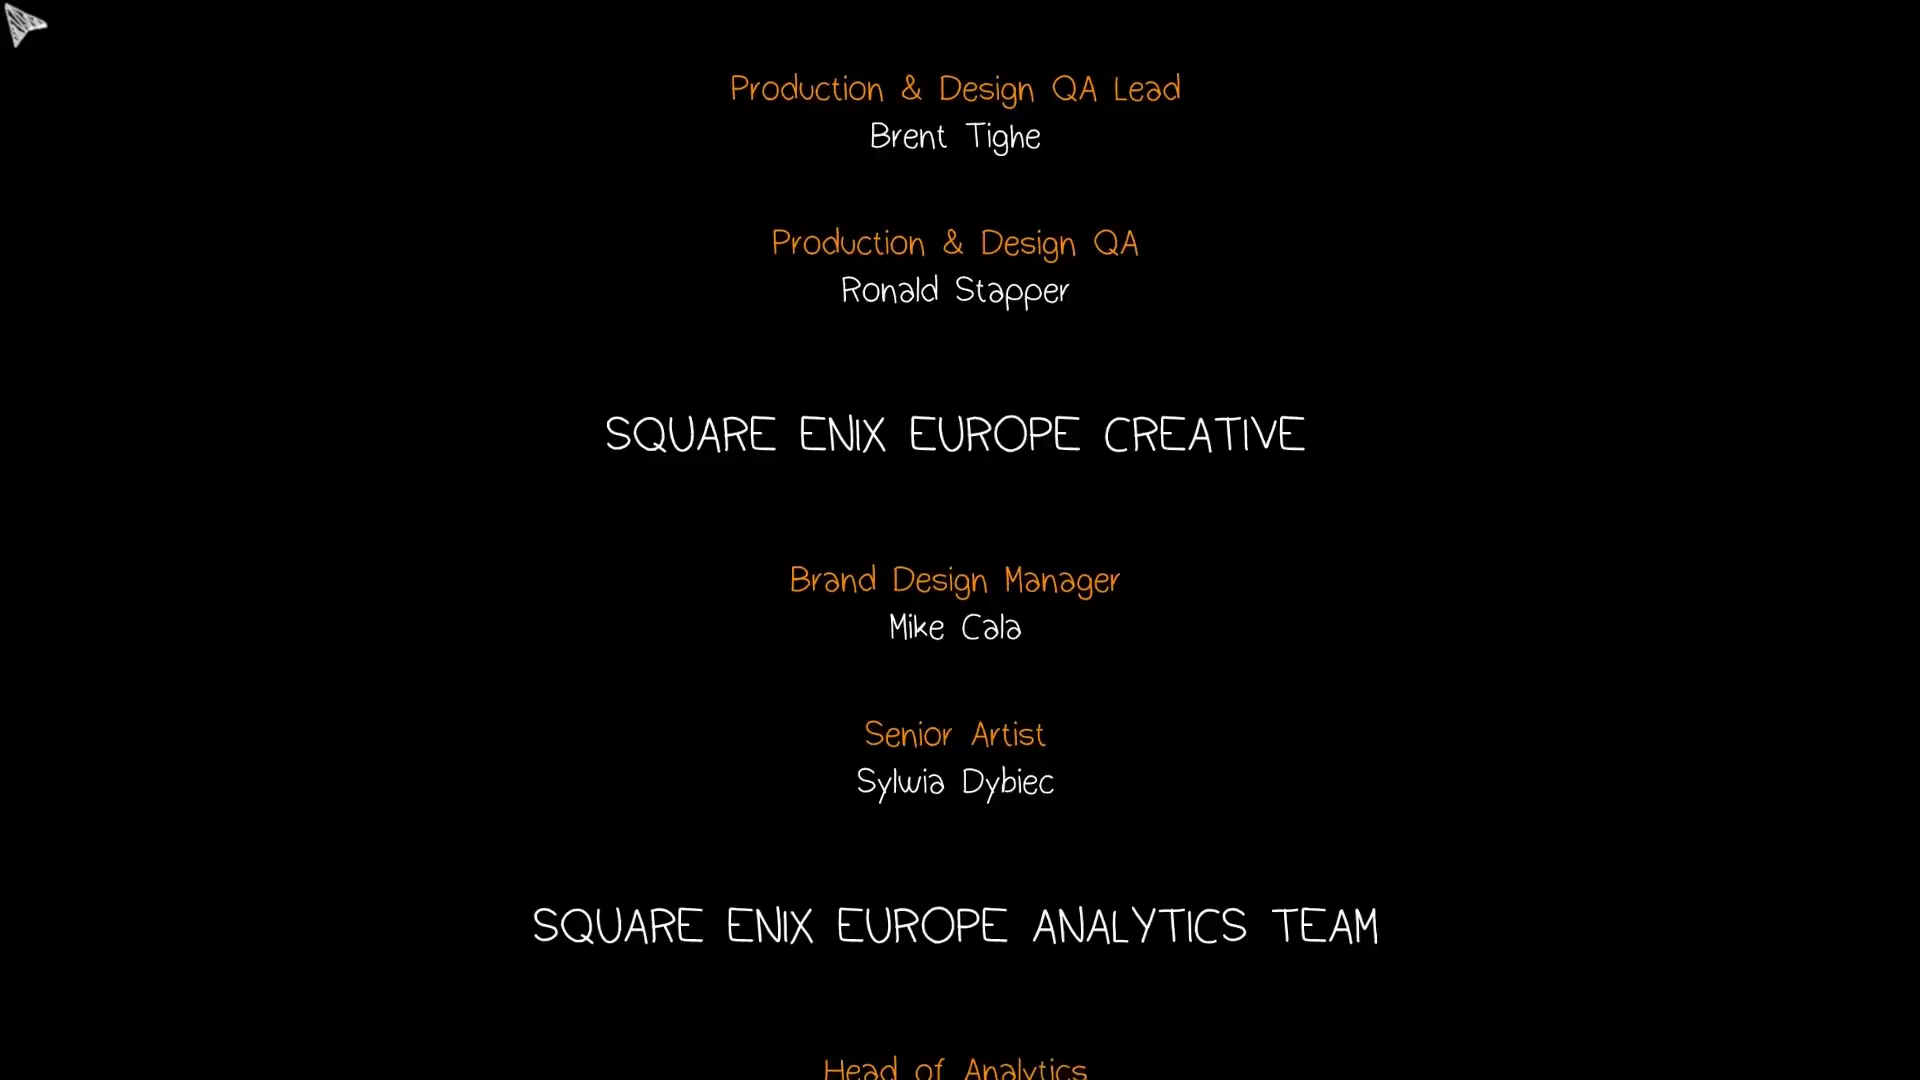 Production & Design QA Lead
Brent Tighe
Production & Design QA
Ronald Stapper
SQUARE ENIX EUROPE CREATIVE
Brand Design Manager
Mike Cala
Senior Artist
Sylwia Dybiec
SQUARE ENIX EUROPE ANALYTICS TEAM
Head of Analytics